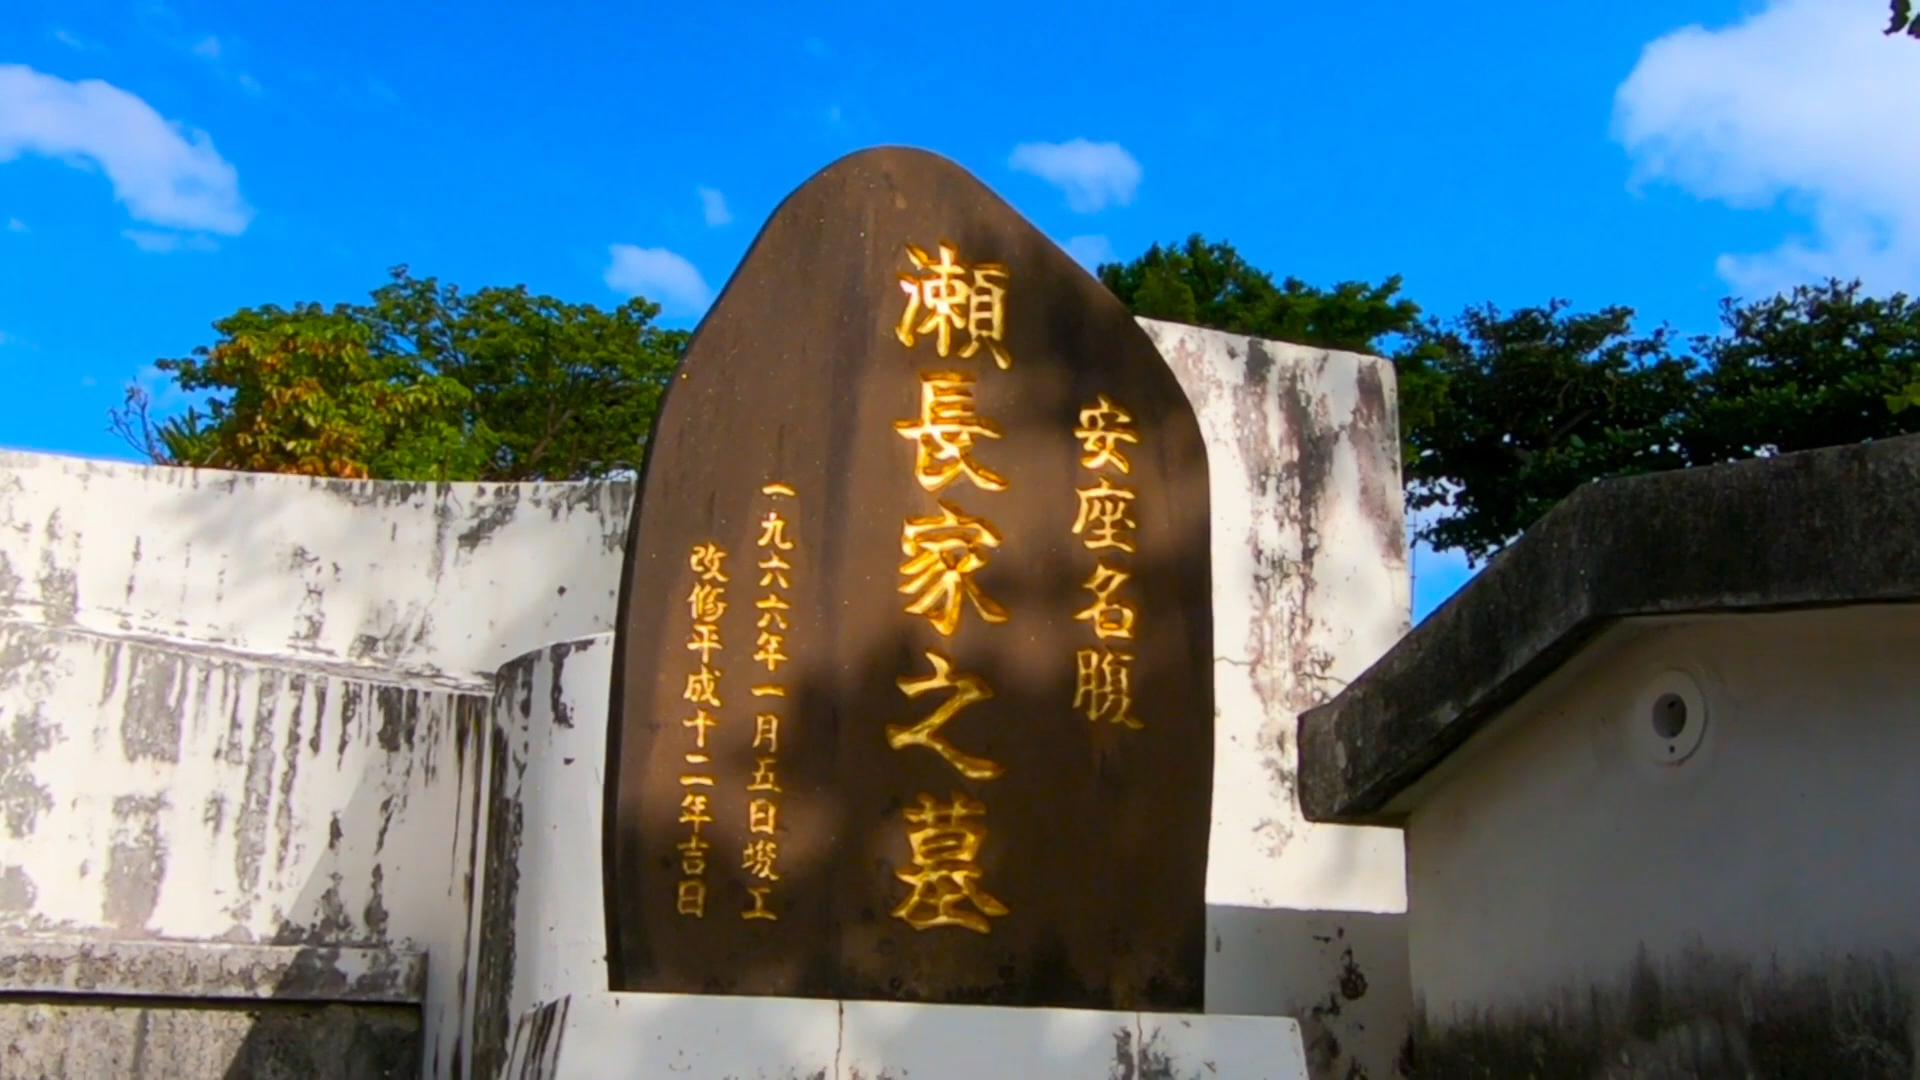 安座名腹
瀬長家之墓
一九六六年一月五日竣工
改修平成十二年吉日